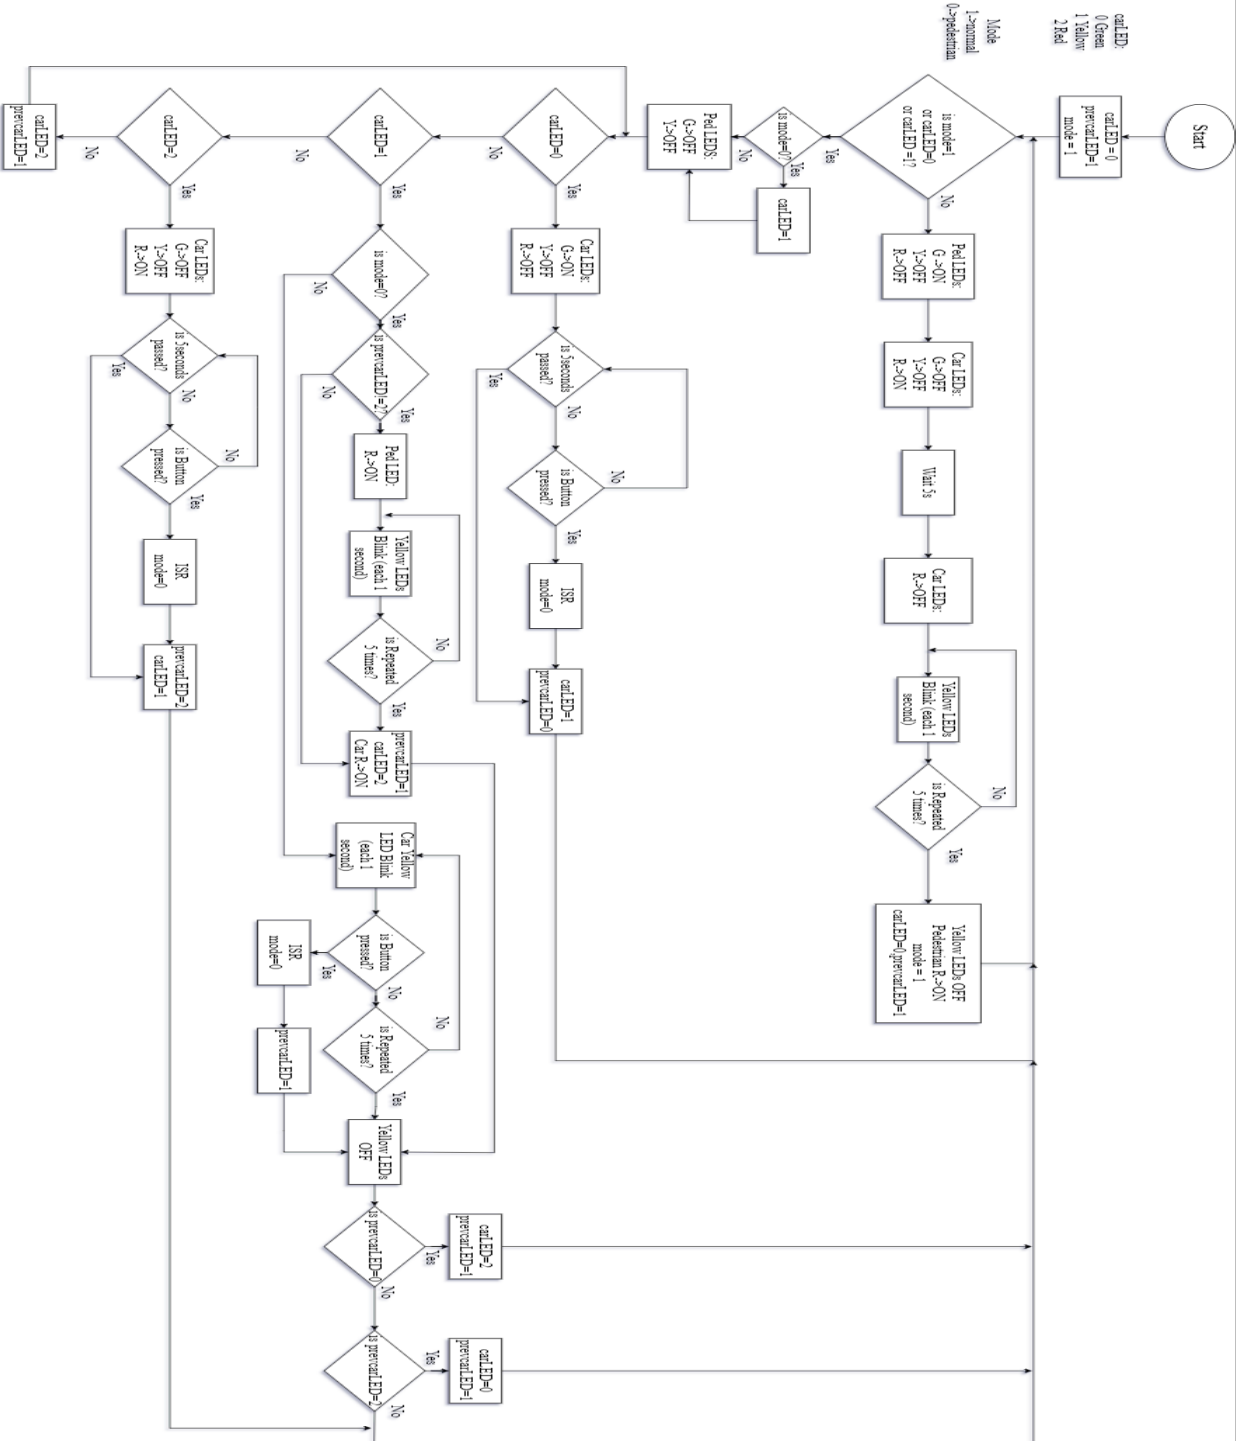 carLED:
0 Green
1 Yellow
2 Red
Mode
1->normal
0->pedestrian
Start
carLED = 0
prevcarLED=1
mode = 1
is mode=1
or carLED=0
or carLED =1?
No
Yes
Ped LEDs:
G ->ON
Y->OFF
R->OFF
Car LEDs:
G->OFF
Y->OFF
R->ON
Wait 5s
Car LEDs:
R->OFF
Yellow LEDs
Blink (each 1
second)
is Repeated
5 times?
No
Yes
Yellow LEDs OFF
Pedestrian R->ON
mode = 1
carLED=0,prevcarLED=1
is mode=0?
Yes
No
carLED=1
Ped LEDS:
G->OFF
Y->OFF
carLED=0
Yes
No
Car LEDs:
G->ON
Y->OFF
R->OFF
is 5seconds
passed?
No
Yes
is Button
pressed?
No
Yes
ISR
mode=0
carLED=1
prevcarLED=0
carLED=1
Yes
No
is mode=0?
Yes
No
is prevcarLED!=2?
Yes
No
Ped LED:
R->ON
Yellow LEDs
Blink (each 1
second)
is Repeated
5 times?
No
Yes
prevcarLED=1
carLED=2
Car R->ON
Car Yellow
LED Blink
(each 1
second)
is Button
pressed?
No
Yes
ISR
mode=0
prevcarLED=1
is Repeated
5 times?
No
Yes
Yellow LEDs
OFF
is prevcarLED=0
Yes
No
carLED=2
prevcarLED=1
is prevcarLED=2
Yes
No
carLED=0
prevcarLED=1
carLED=2
Yes
No
Car LEDs:
G->OFF
Y->OFF
R->ON
is 5seconds
passed?
No
Yes
is Button
pressed?
No
Yes
ISR
mode=0
prevcarLED=2
carLED=1
carLED=2
prevcarLED=1